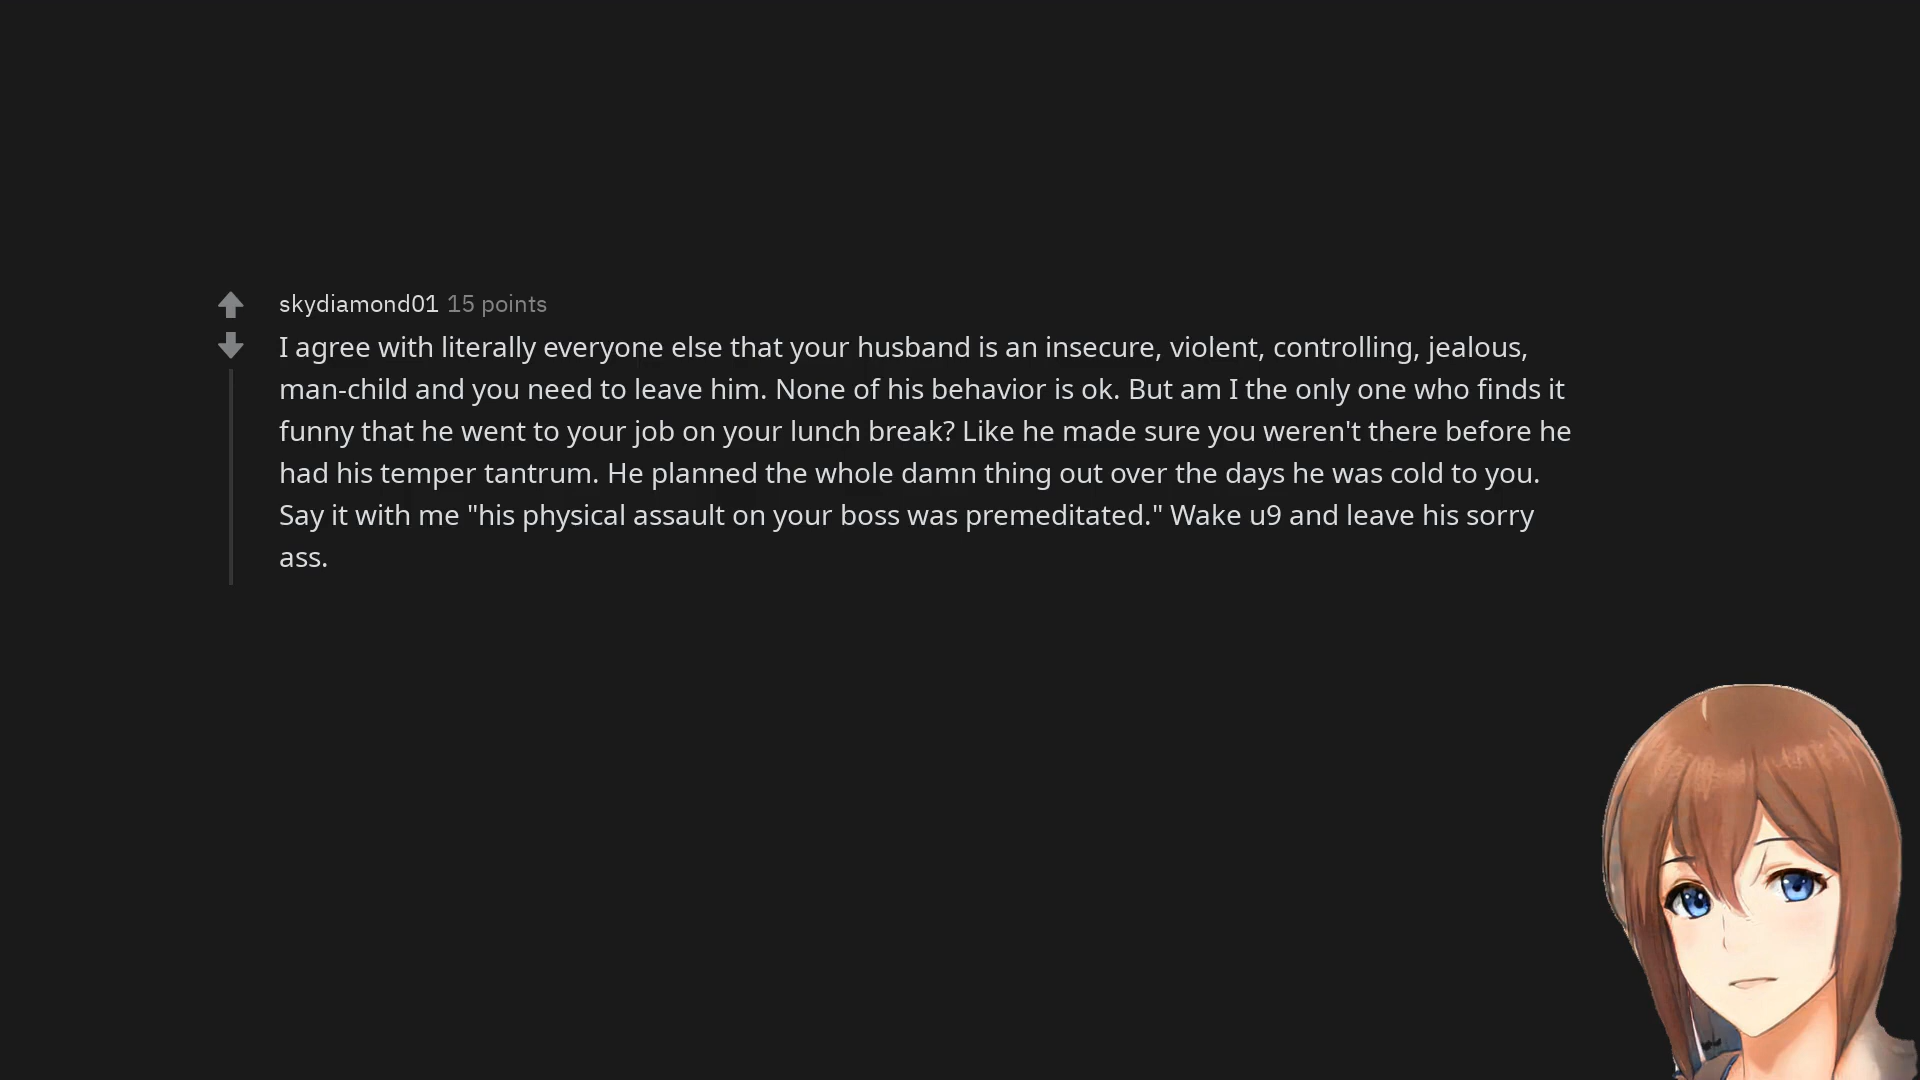 skydiamond01 15 points
I agree with literally everyone else that your husband is an insecure, violent, controlling, jealous,
man-child and you need to leave him. None of his behavior is ok. But am I the only one who finds it
funny that he went to your job on your lunch break? Like he made sure you weren't there before he
had his temper tantrum. He planned the whole damn thing out over the days he was cold to you.
Say it with me "his physical assault on your boss was premeditated." Wake u9 and leave his sorry
ass.